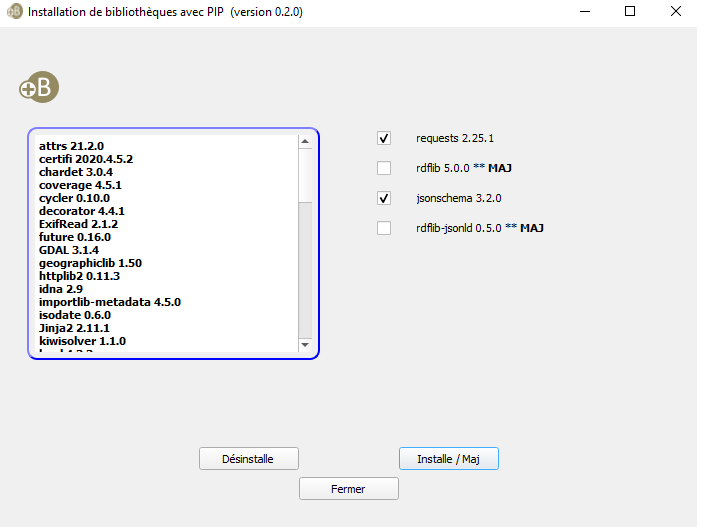 Installation de bibliothèques avec PIP (version 0.2.0)
B
attrs 21.2.0
certifi 2020.4.5.2
chardet 3.0.4
coverage 4.5.1
cycler 0.10.0
decorator 4.4.1
ExifRead 2.1.2
future 0.16.0
GDAL 3.1.4
geographiclib 1.50
httplib2 0.11.3
idna 2.9
importlib-metadata 4.5.0
isodate 0.6.0
Jinja2 2.11.1
kiwisolver 1.1.0
requests 2.25.1
rdflib 5.0.0 ** MAJ
jsonschema 3.2.0
rdflib-jsonld 0.5.0 ** MAJ
Désinstalle
Installe / Maj
Fermer